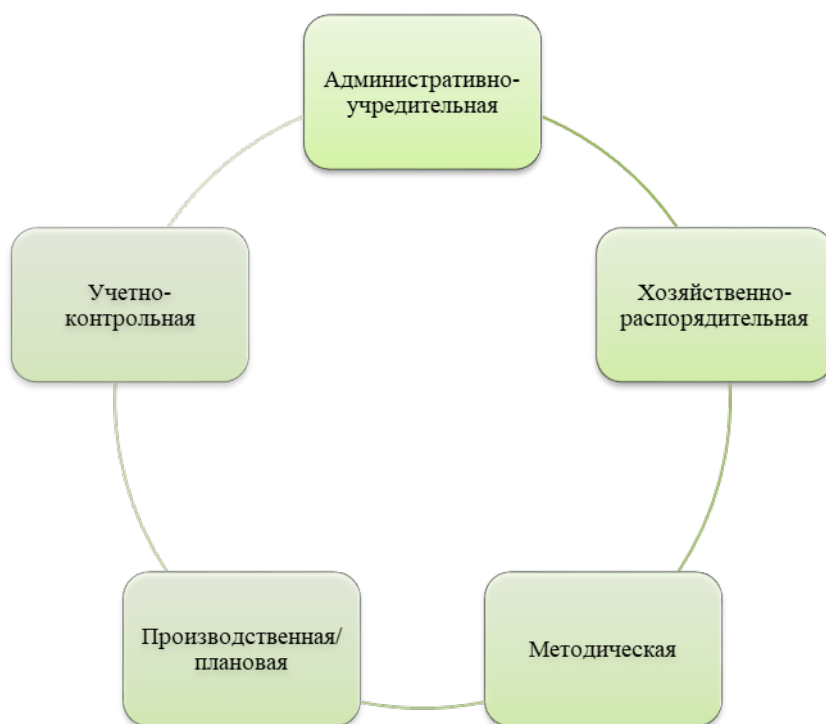 Административно-
учредительная
Хозяйственно-
распорядительная
Методическая
Производственная/
плановая
Учетно-
контрольная